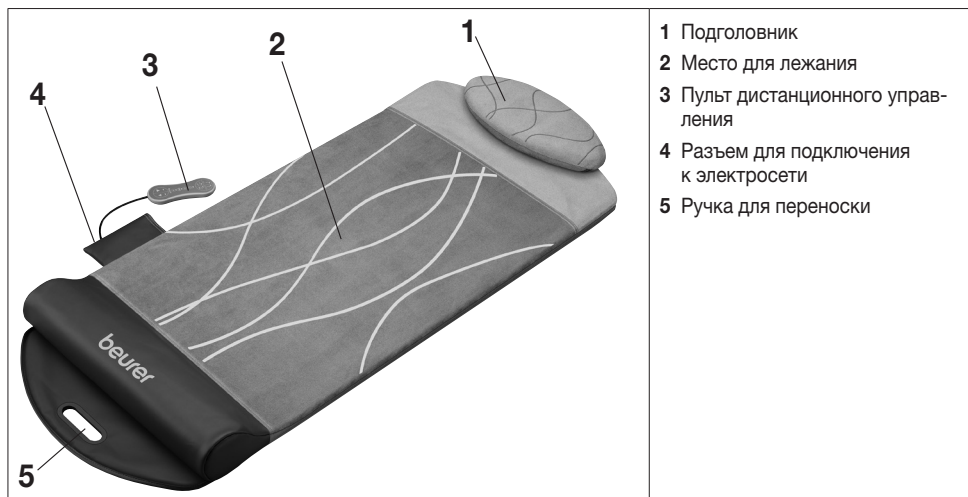 1
2
3
4
5
beurer
1 Подголовник
2 Место для лежания
3 Пульт дистанционного управ-
ления
4 Разъем для подключения
к электросети
5 Ручка для переноски